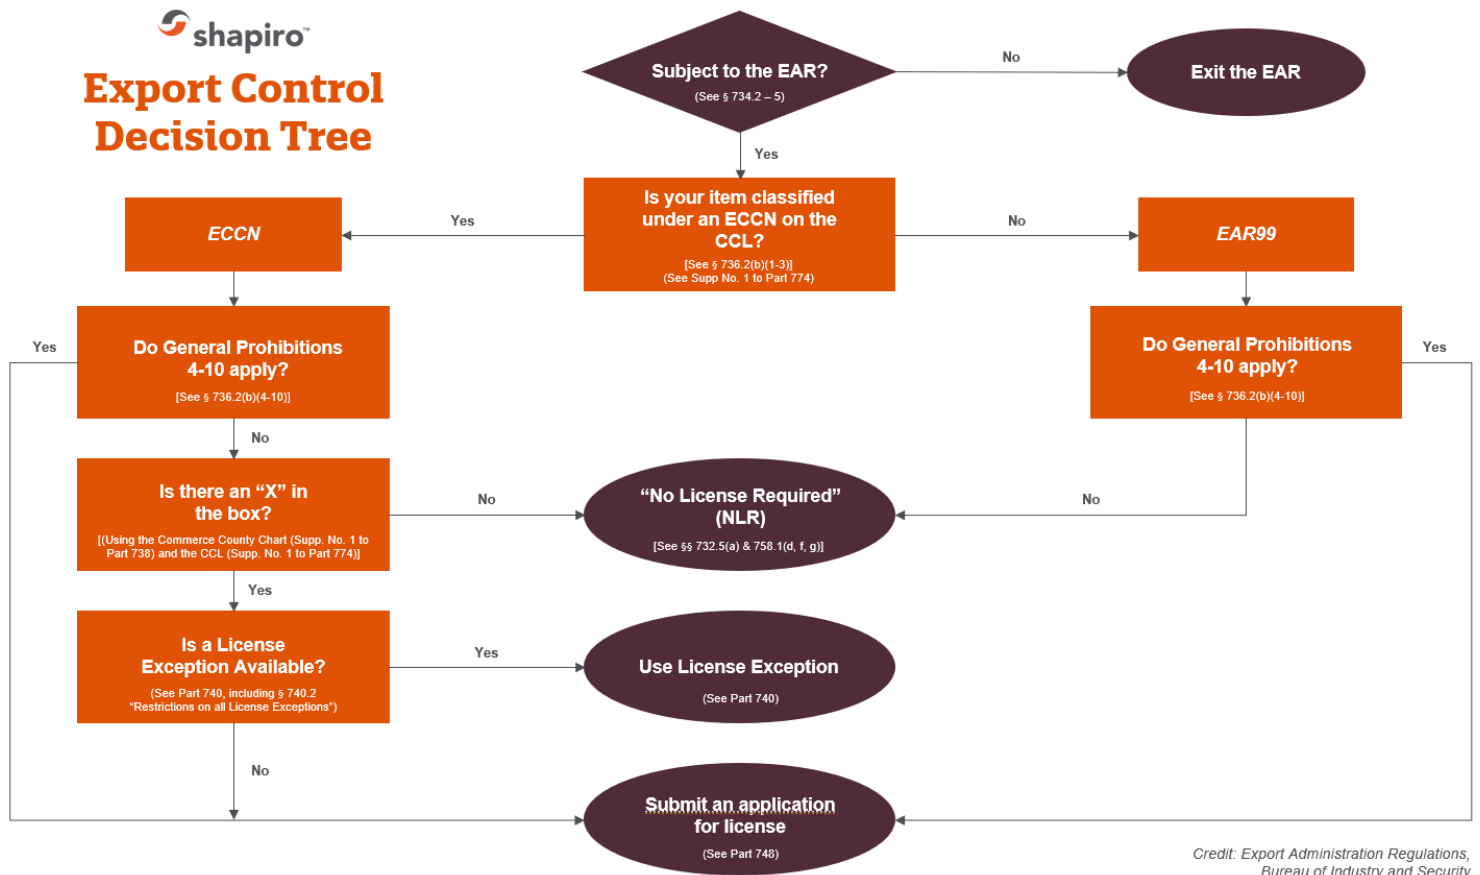 shapiro™
Export Control
Decision Tree
Subject to the EAR?
(See § 734.2 – 5)
No
Exit the EAR
Yes
Is your item classified
under an ECCN on the
CCL?
[See § 736.2(b)(1-3)]
(See Supp No. 1 to Part 774)
Yes
ECCN
No
EAR99
Do General Prohibitions
4-10 apply?
[See § 736.2(b)(4-10)]
Yes
Do General Prohibitions
4-10 apply?
[See § 736.2(b)(4-10)]
Yes
No
Is there an “X” in
the box?
[(Using the Commerce County Chart (Supp. No. 1 to
Part 738) and the CCL (Supp. No. 1 to Part 774)]
No
“No License Required”
(NLR)
[See §§ 732.5(a) & 758.1(d, f, g)]
No
Yes
Is a License
Exception Available?
(See Part 740, including § 740.2
“Restrictions on all License Exceptions”)
Yes
Use License Exception
(See Part 740)
No
Submit an application
for license
(See Part 748)
Credit: Export Administration Regulations,
Bureau of Industry and Security